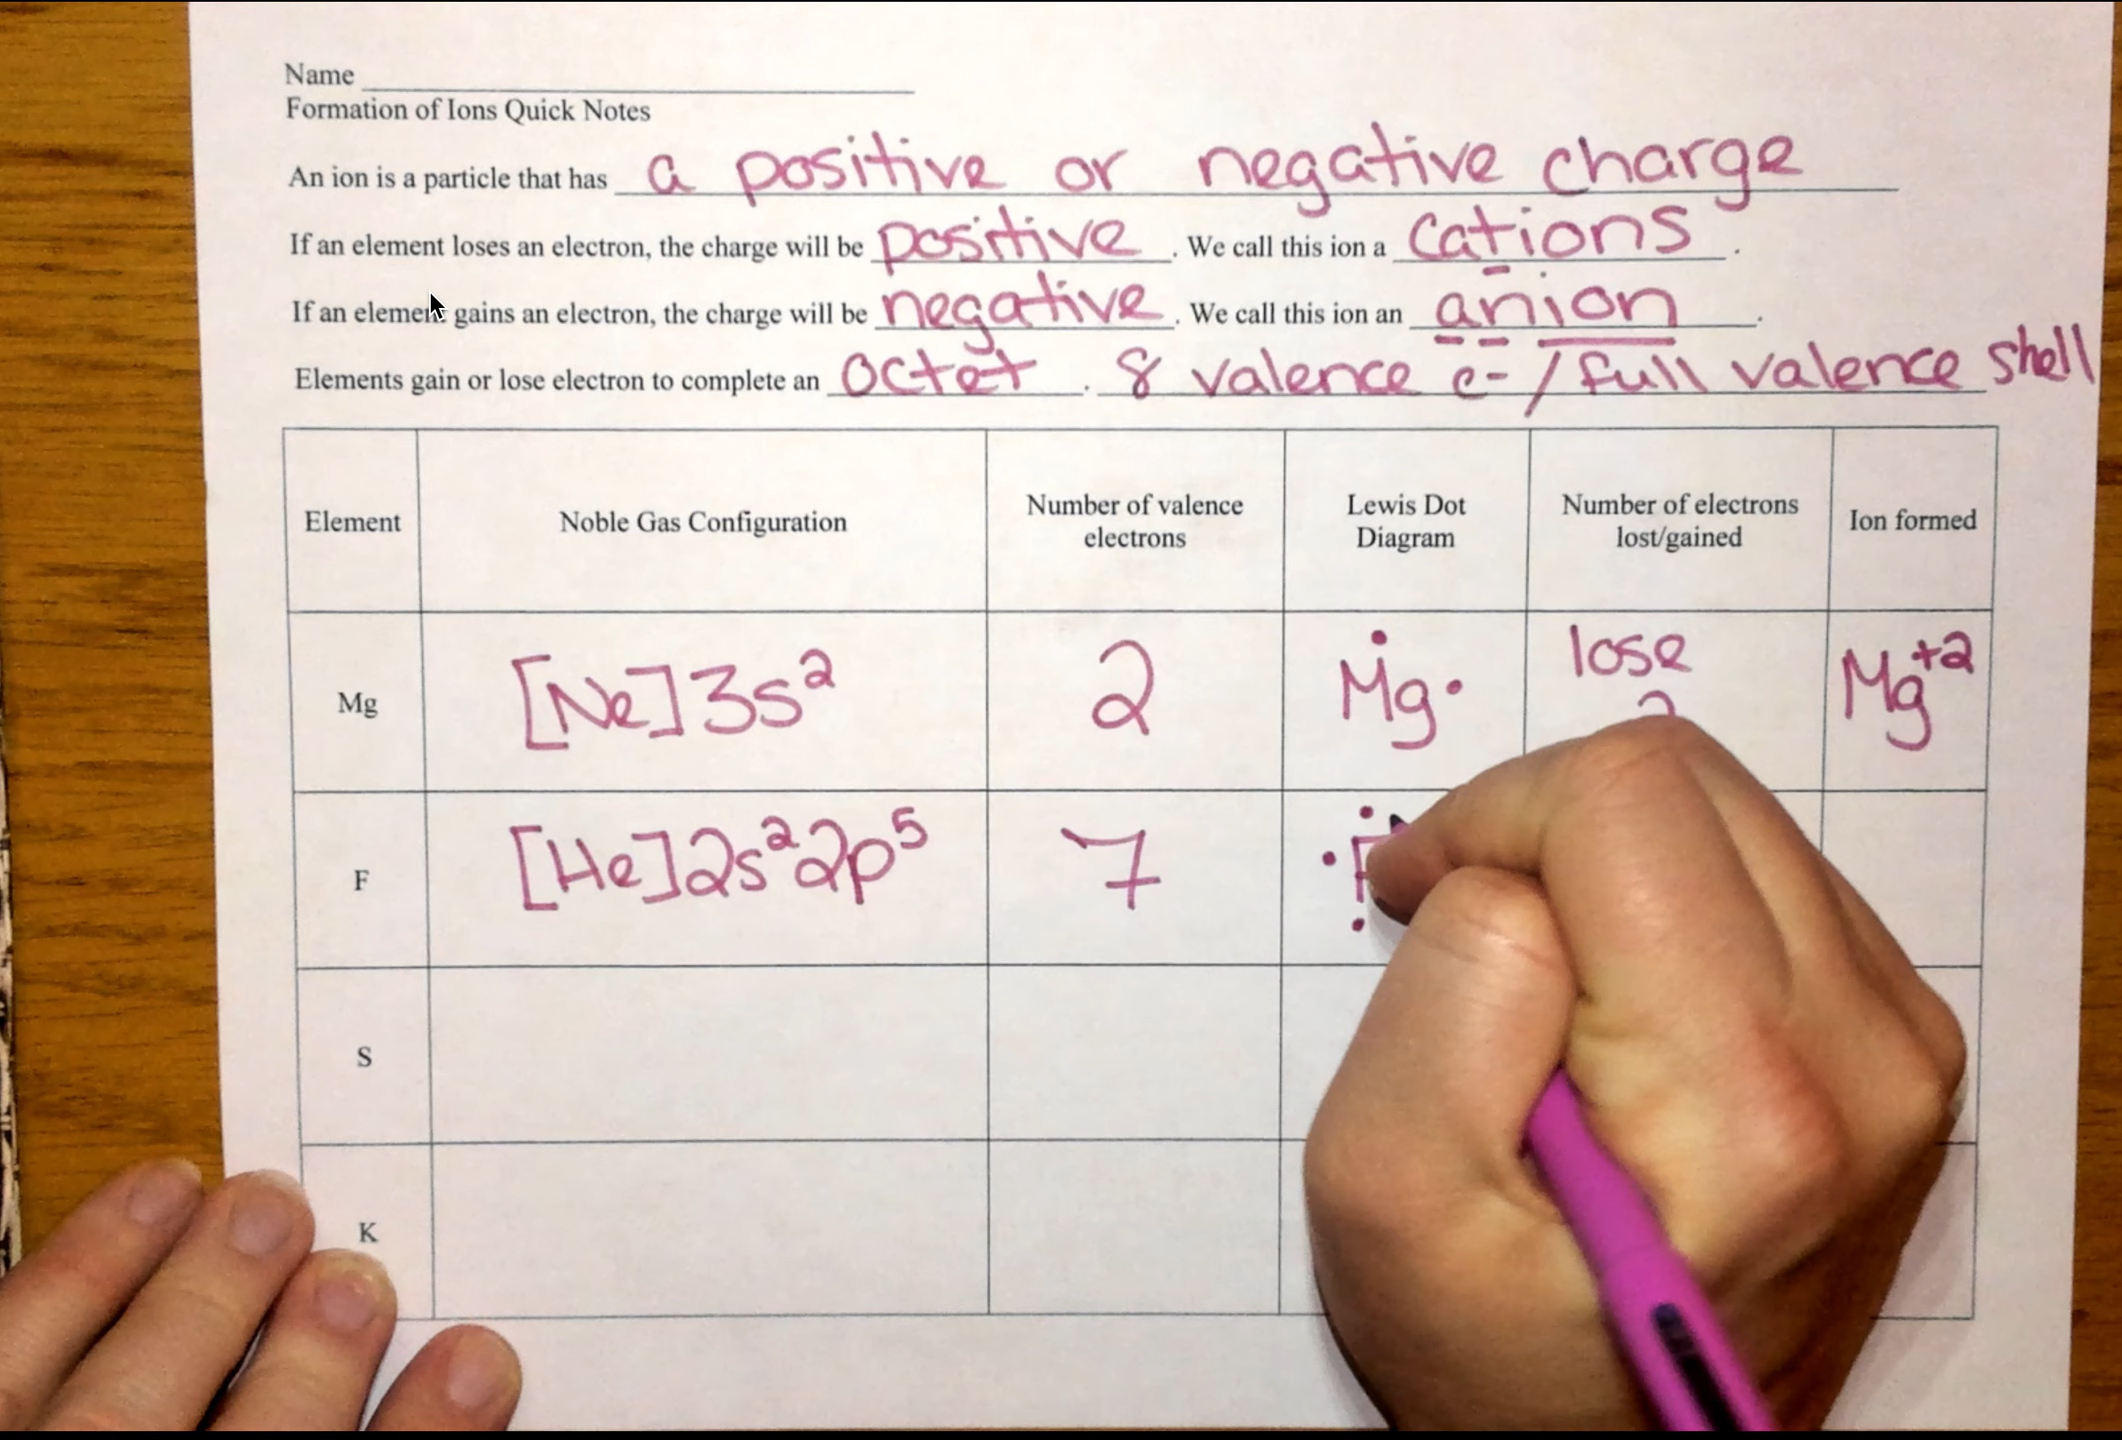 Name
Formation of Ions Quick Notes
An ion is a particle that has a positive or negative charge
If an element loses an electron, the charge will be positive. We call this ion a cations.
If an element gains an electron, the charge will be negative. We call this ion an anion.
Elements gain or lose electron to complete an octet. 8 valence e- / full valence shell
Element Noble Gas Configuration Number of valence electrons Lewis Dot Diagram Number of electrons lost/gained Ion formed
Mg [Ne]3s² 2 Mg lose 2 Mg⁺²
F [He]2s²2p⁵ 7 F
S
K